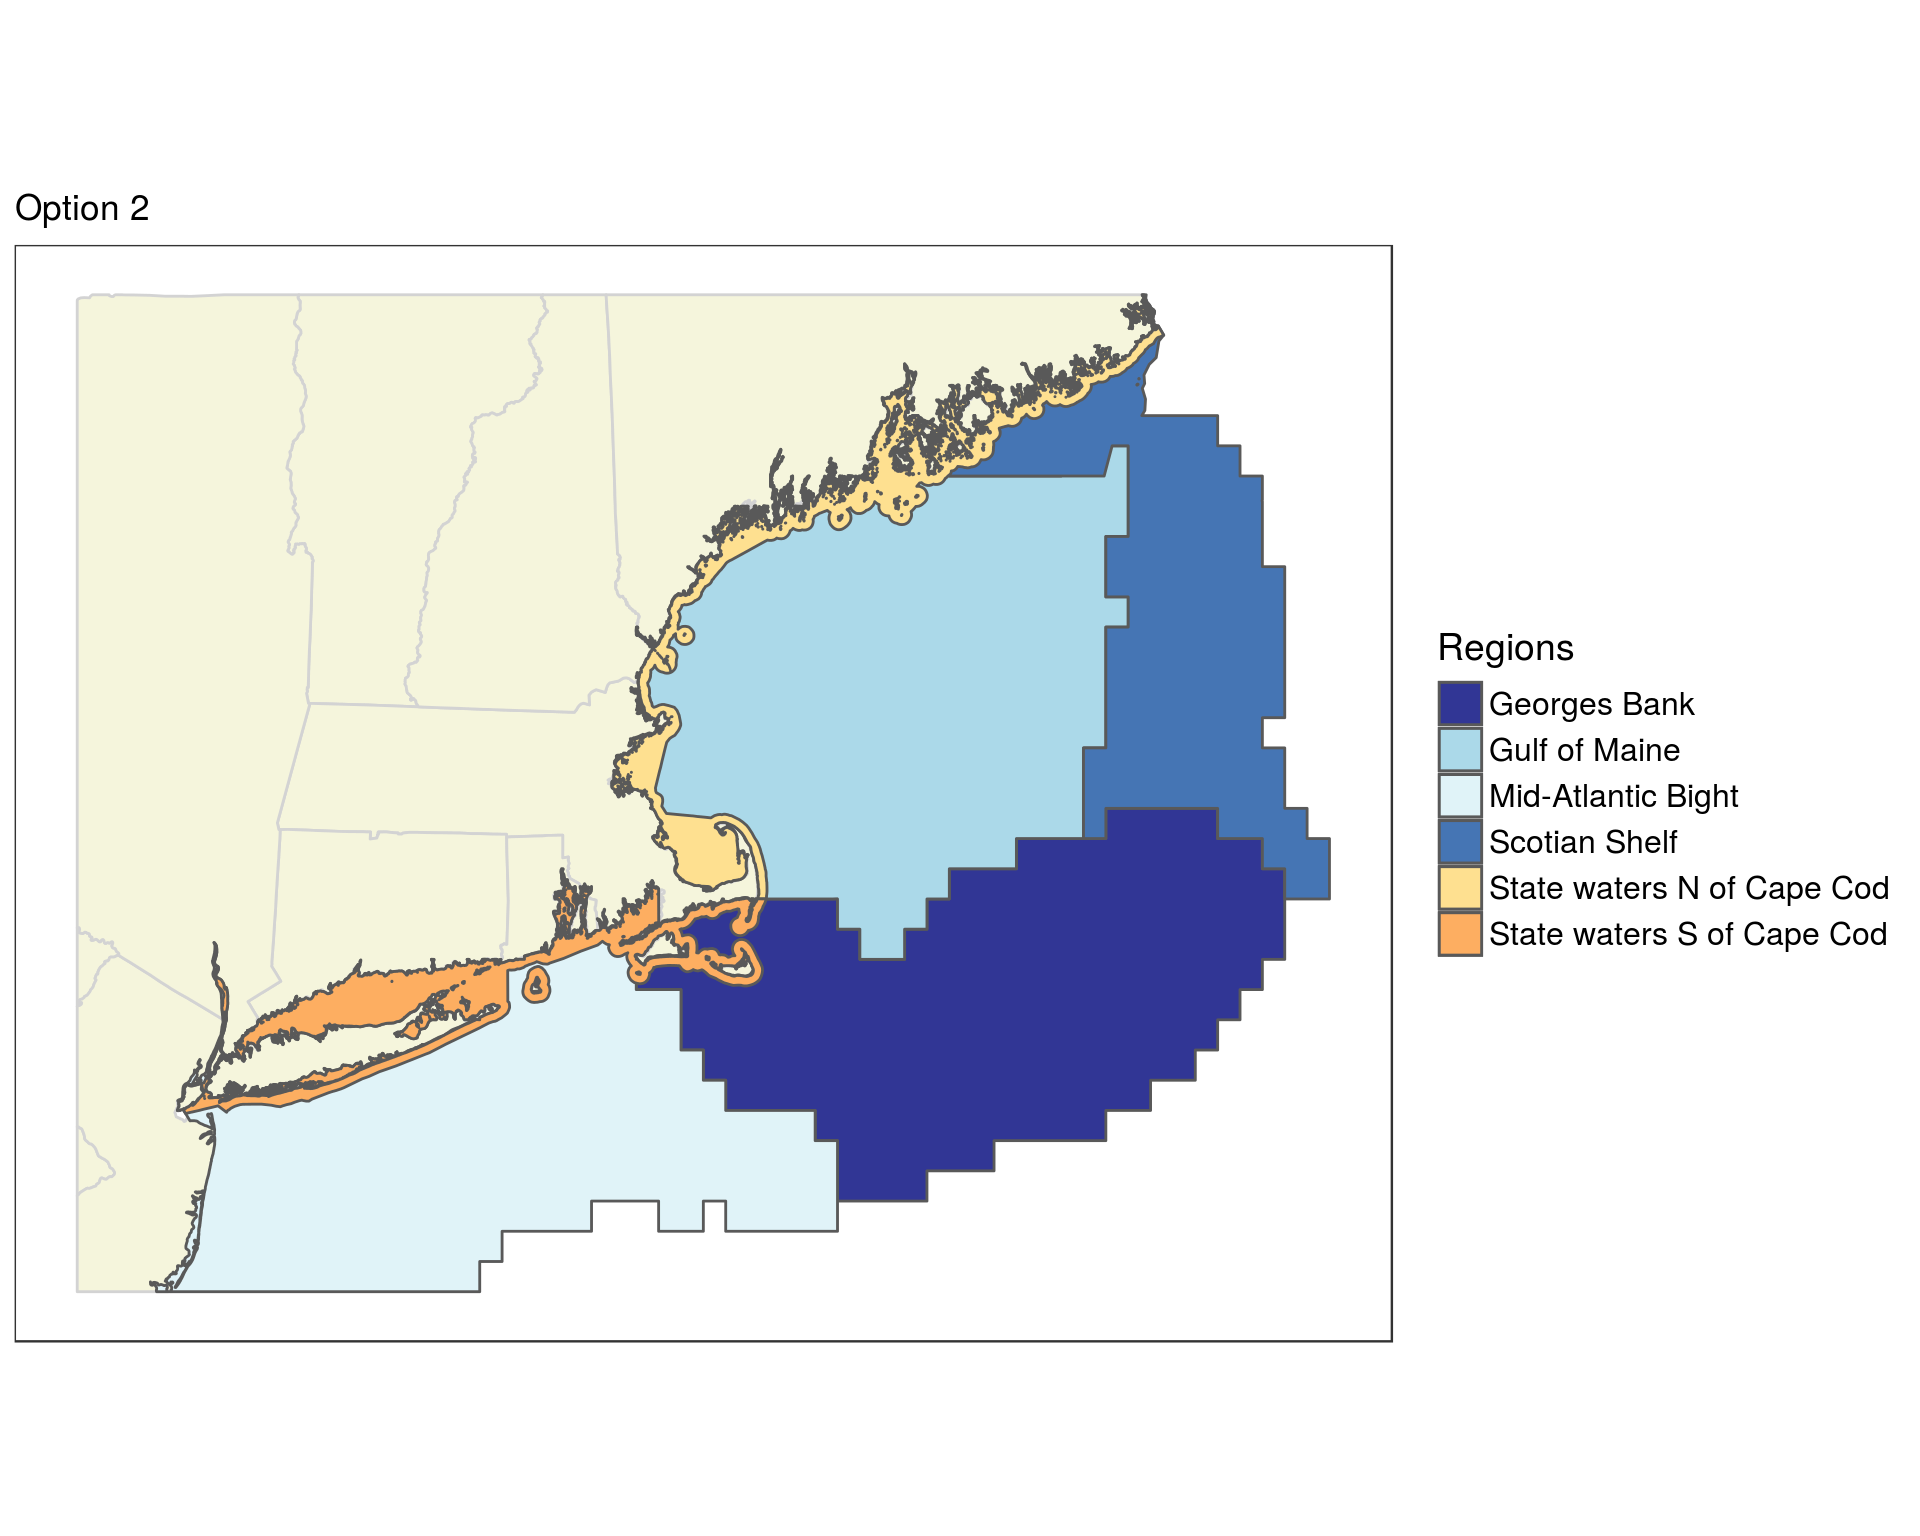 Option 2
Regions
Georges Bank
Gulf of Maine
Mid-Atlantic Bight
Scotian Shelf
State waters N of Cape Cod
State waters S of Cape Cod